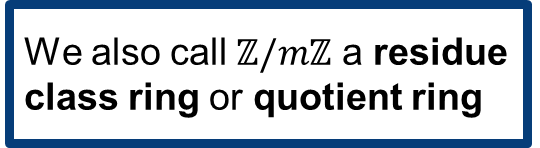 We also call ℤ/𝑚ℤ a residue
class ring or quotient ring